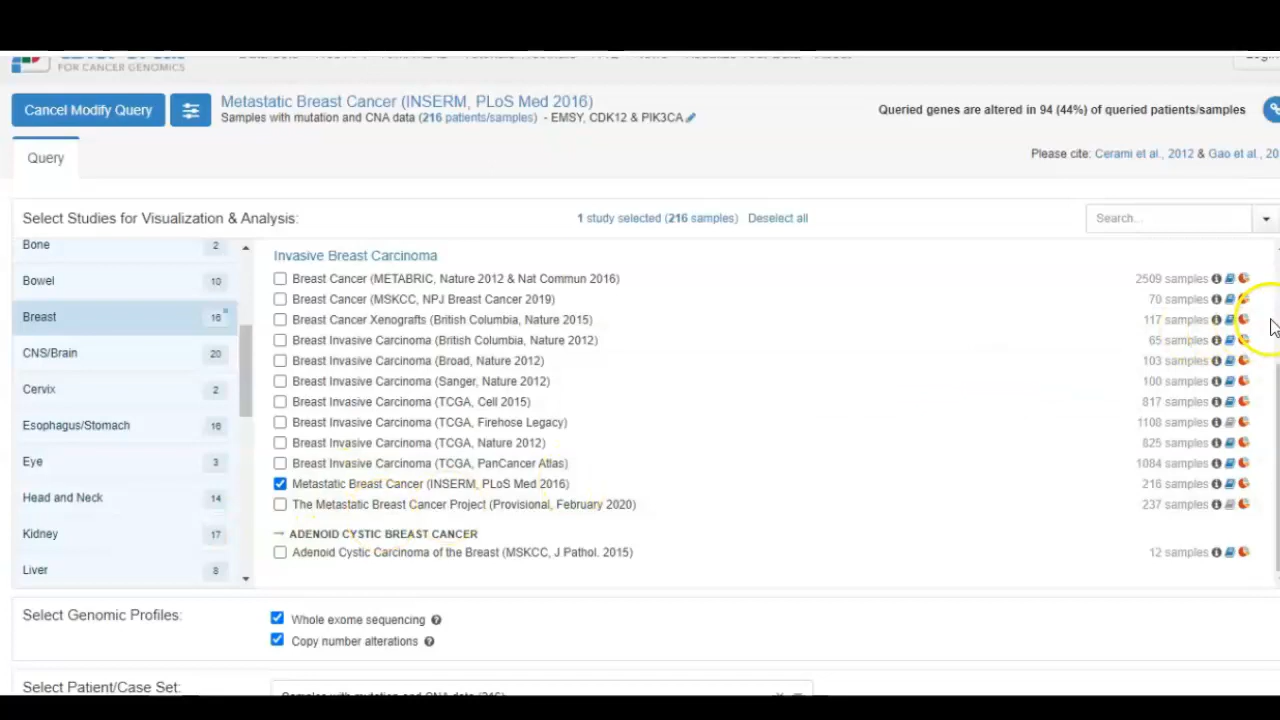 FOR CANCER GENOMICS
Cancel Modify Query
Metastatic Breast Cancer (INSERM, PLoS Med 2016)
Samples with mutation and CNA data (216 patients/samples) - EMSY, CDK12 & PIK3CA
Queried genes are altered in 94 (44%) of queried patients/samples
Query
Please cite: Cerami et al., 2012 & Gao et al., 20
Select Studies for Visualization & Analysis:
1 study selected (216 samples) Deselect all
Search...
Bone 2
Bowel 10
Breast 16
CNS/Brain 20
Cervix 2
Esophagus/Stomach 16
Eye 3
Head and Neck 14
Kidney 17
Liver 8
Invasive Breast Carcinoma
Breast Cancer (METABRIC, Nature 2012 & Nat Commun 2016) 2509 samples
Breast Cancer (MSKCC, NPJ Breast Cancer 2019) 70 samples
Breast Cancer Xenografts (British Columbia, Nature 2015) 117 samples
Breast Invasive Carcinoma (British Columbia, Nature 2012) 65 samples
Breast Invasive Carcinoma (Broad, Nature 2012) 103 samples
Breast Invasive Carcinoma (Sanger, Nature 2012) 100 samples
Breast Invasive Carcinoma (TCGA, Cell 2015) 817 samples
Breast Invasive Carcinoma (TCGA, Firehose Legacy) 1108 samples
Breast Invasive Carcinoma (TCGA, Nature 2012) 825 samples
Breast Invasive Carcinoma (TCGA, PanCancer Atlas) 1084 samples
Metastatic Breast Cancer (INSERM, PLoS Med 2016) 216 samples
The Metastatic Breast Cancer Project (Provisional, February 2020) 237 samples
ADENOID CYSTIC BREAST CANCER
Adenoid Cystic Carcinoma of the Breast (MSKCC, J Pathol. 2015) 12 samples
Select Genomic Profiles:
Whole exome sequencing
Copy number alterations
Select Patient/Case Set:
Samples with mutation and CNA data (216)